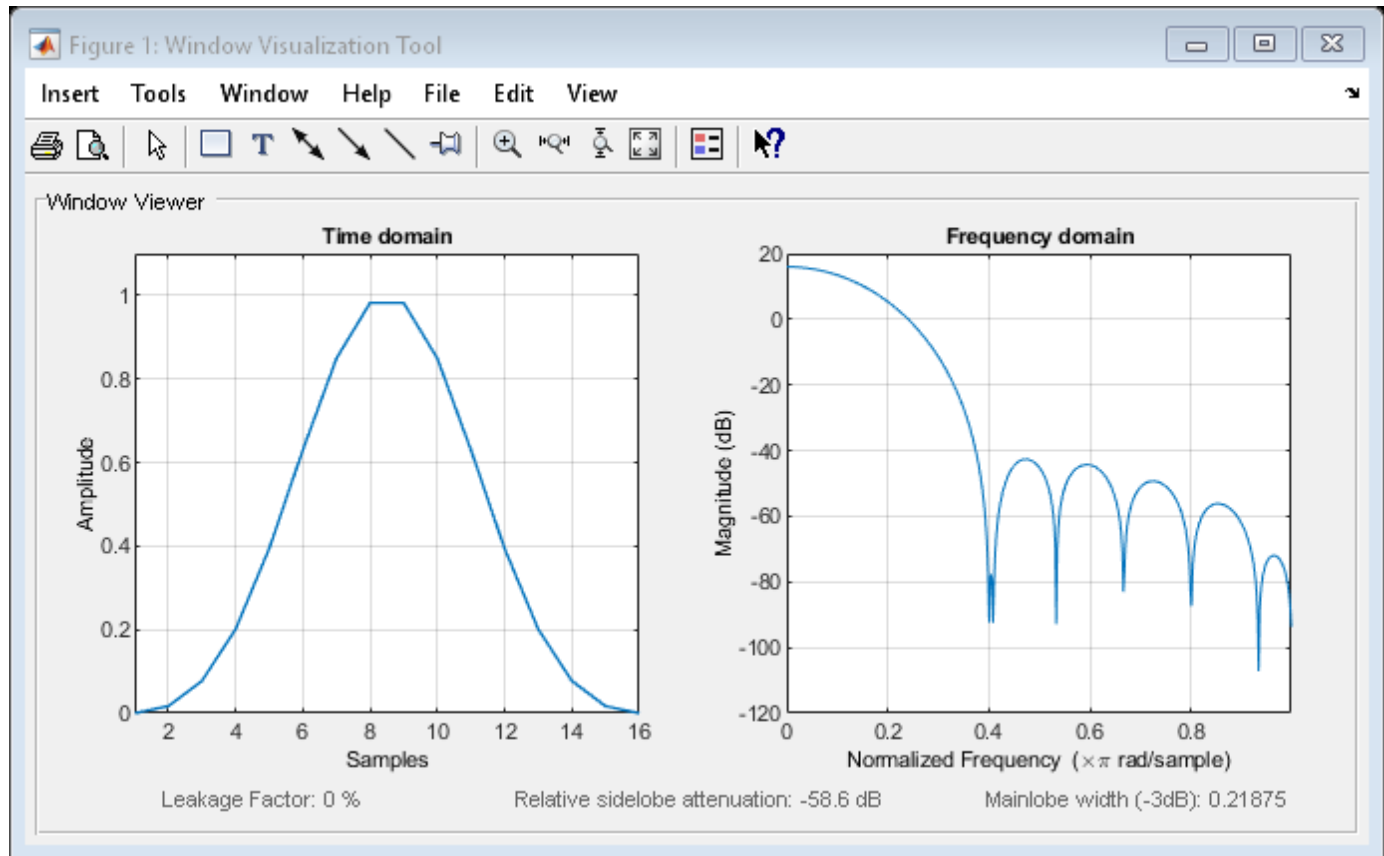 Figure 1: Window Visualization Tool
Insert Tools Window Help File Edit View
T
?
Window Viewer
Time domain
1
0.8
0.6
0.4
0.2
0
2 4 6 8 10 12 14 16
Amplitude
Samples
Frequency domain
20
0
-20
-40
-60
-80
-100
-120
0 0.2 0.4 0.6 0.8
Magnitude (dB)
Normalized Frequency (×π rad/sample)
Leakage Factor: 0 % Relative sidelobe attenuation: -58.6 dB Mainlobe width (-3dB): 0.21875